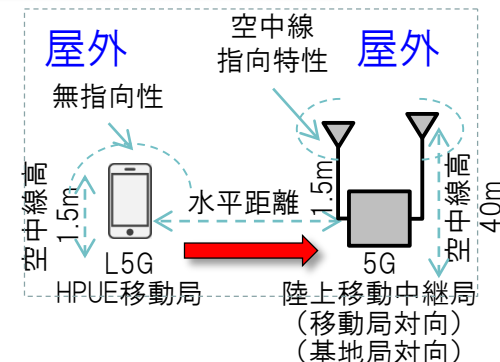 屋外
空中線
指向特性
屋外
無指向性
空中線高
1.5m
水平距離
1.5m
空中線高
40m
L5G
HPUE移動局
5G
陸上移動中継局
（移動局対向）
（基地局対向）